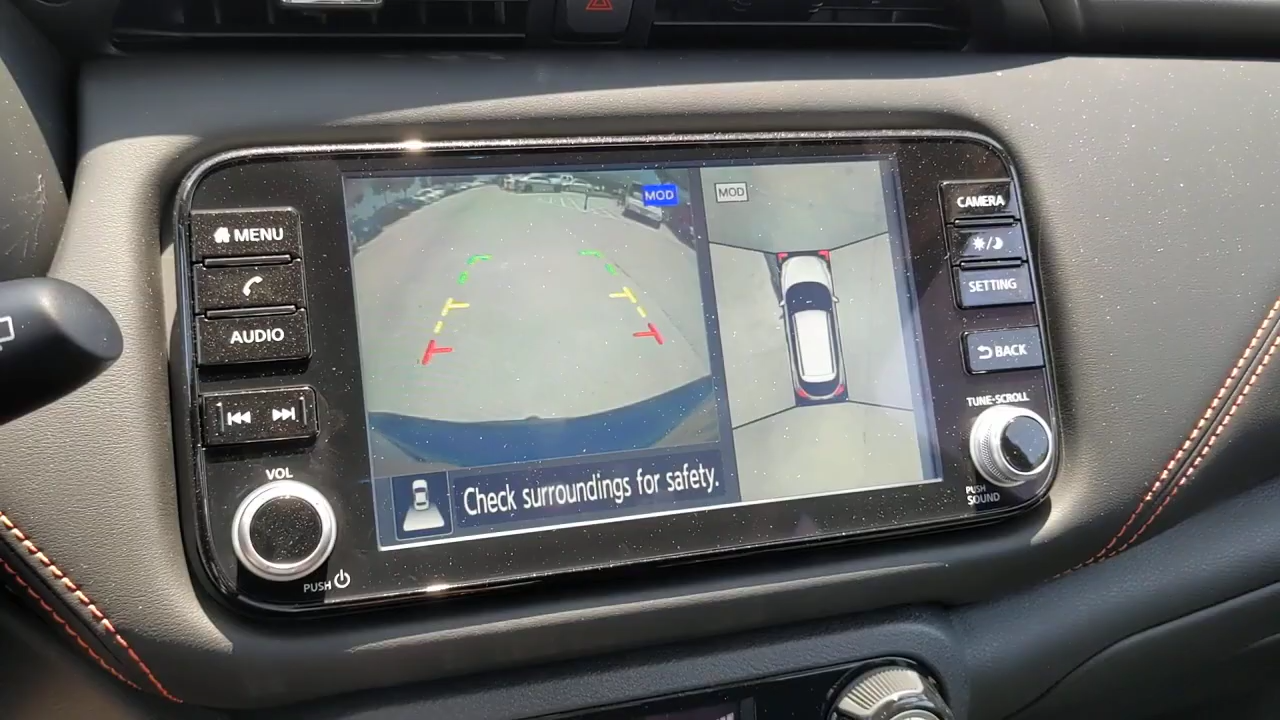 MENU
AUDIO
VOL
PUSH
MOD
MOD
Check surroundings for safety.
CAMERA
SETTING
BACK
TUNE·SCROLL
PUSH
SOUND